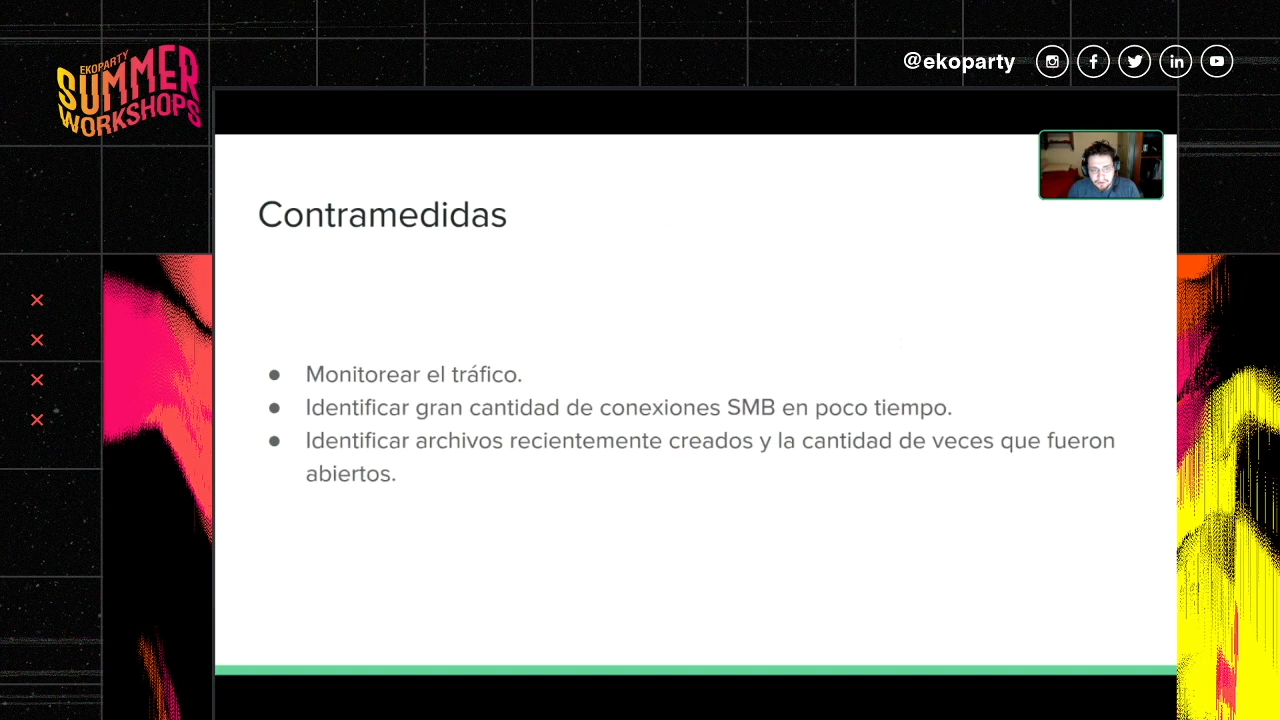 EKOPARTY
SUMMER
WORKSHOPS
@ekoparty
Contramedidas
● Monitorear el tráfico.
● Identificar gran cantidad de conexiones SMB en poco tiempo.
● Identificar archivos recientemente creados y la cantidad de veces que fueron
abiertos.